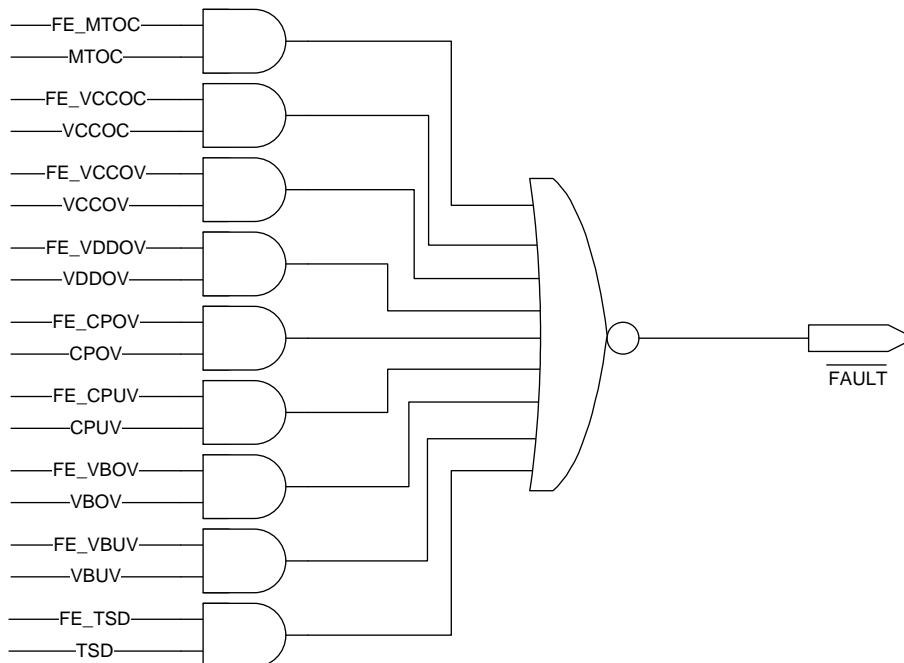 FE_MTOC
MTOC
FE_VCCOC
VCCOC
FE_VCCOV
VCCOV
FE_VDDOV
VDDOV
FE_CPOV
CPOV
FE_CPUV
CPUV
FE_VBOV
VBOV
FE_VBUV
VBUV
FE_TSD
TSD
FAULT